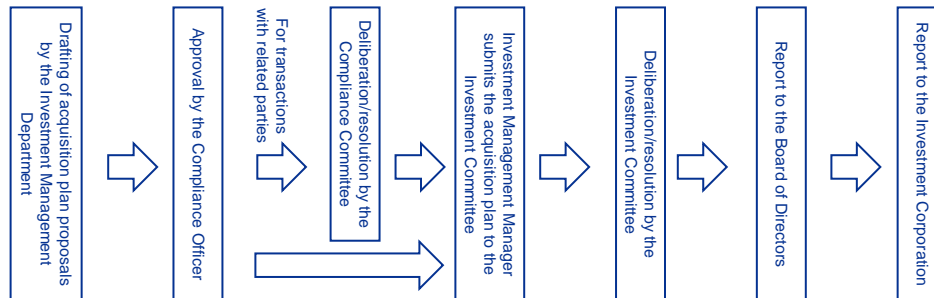 Drafting of acquisition plan proposals
by the Investment Management
Department
Approval by the Compliance Officer
For transactions
with related parties
Deliberation/resolution by the
Compliance Committee
Investment Management Manager
submits the acquisition plan to the
Investment Committee
Deliberation/resolution by the
Investment Committee
Report to the Board of Directors
Report to the Investment Corporation